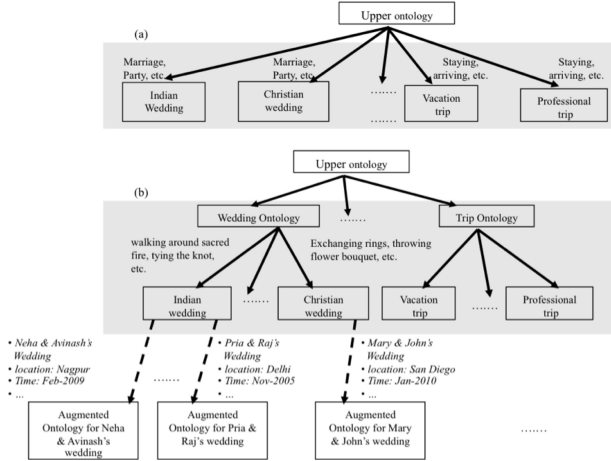 Upper ontology
(a)
Marriage,
Party, etc.
Marriage,
Party, etc.
Staying,
arriving, etc.
Staying,
arriving, etc.
Indian
Wedding
Christian
wedding
.......
.......
Vacation
trip
Professional
trip
Upper ontology
(b)
Wedding Ontology
.......
Trip Ontology
walking around sacred
fire, tying the knot,
etc.
Exchanging rings, throwing
flower bouquet, etc.
Indian
wedding
.......
Christian
wedding
Vacation
trip
.......
Professional
trip
• Neha & Avinash's
Wedding
• location: Nagpur
• Time: Feb-2009
• ...
.......
• Pria & Raj's
Wedding
• location: Delhi
• Time: Nov-2005
• ...
• Mary & John's
Wedding
• location: San Diego
• Time: Jan-2010
• ...
Augmented
Ontology for Neha
& Avinash's
wedding
Augmented
Ontology for Pria &
Raj's wedding
Augmented
Ontology for Mary
& John's wedding
.......